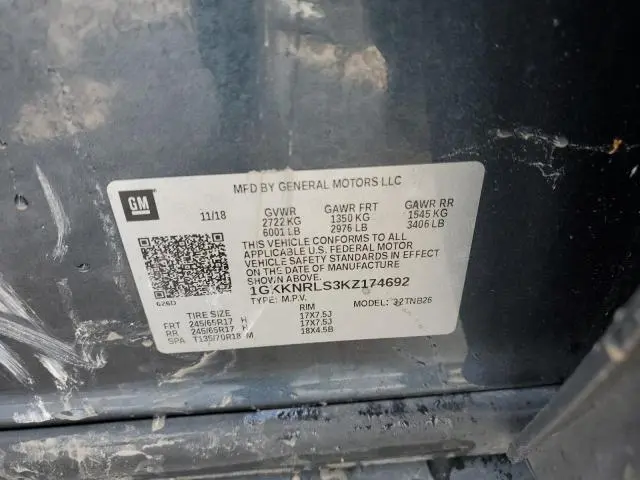 GM
MFD BY GENERAL MOTORS LLC
11/18 GVWR GAWR FRT GAWR RR
2722 KG 1350 KG 1545 KG
6001 LB 2976 LB 3406 LB
THIS VEHICLE CONFORMS TO ALL
APPLICABLE U.S. FEDERAL MOTOR
VEHICLE SAFETY STANDARDS IN EFFECT
ON THE DATE OF MANUFACTURE SHOWN ABOVE.
626D
1GKKNRLS3KZ174692
TYPE: M.P.V. MODEL:
TIRE SIZE RIM
FRT 245/65R17 H 17X7.5J
RR 245/65R17 H 17X7.5J
SPA T135/70R18 M 18X4.5B